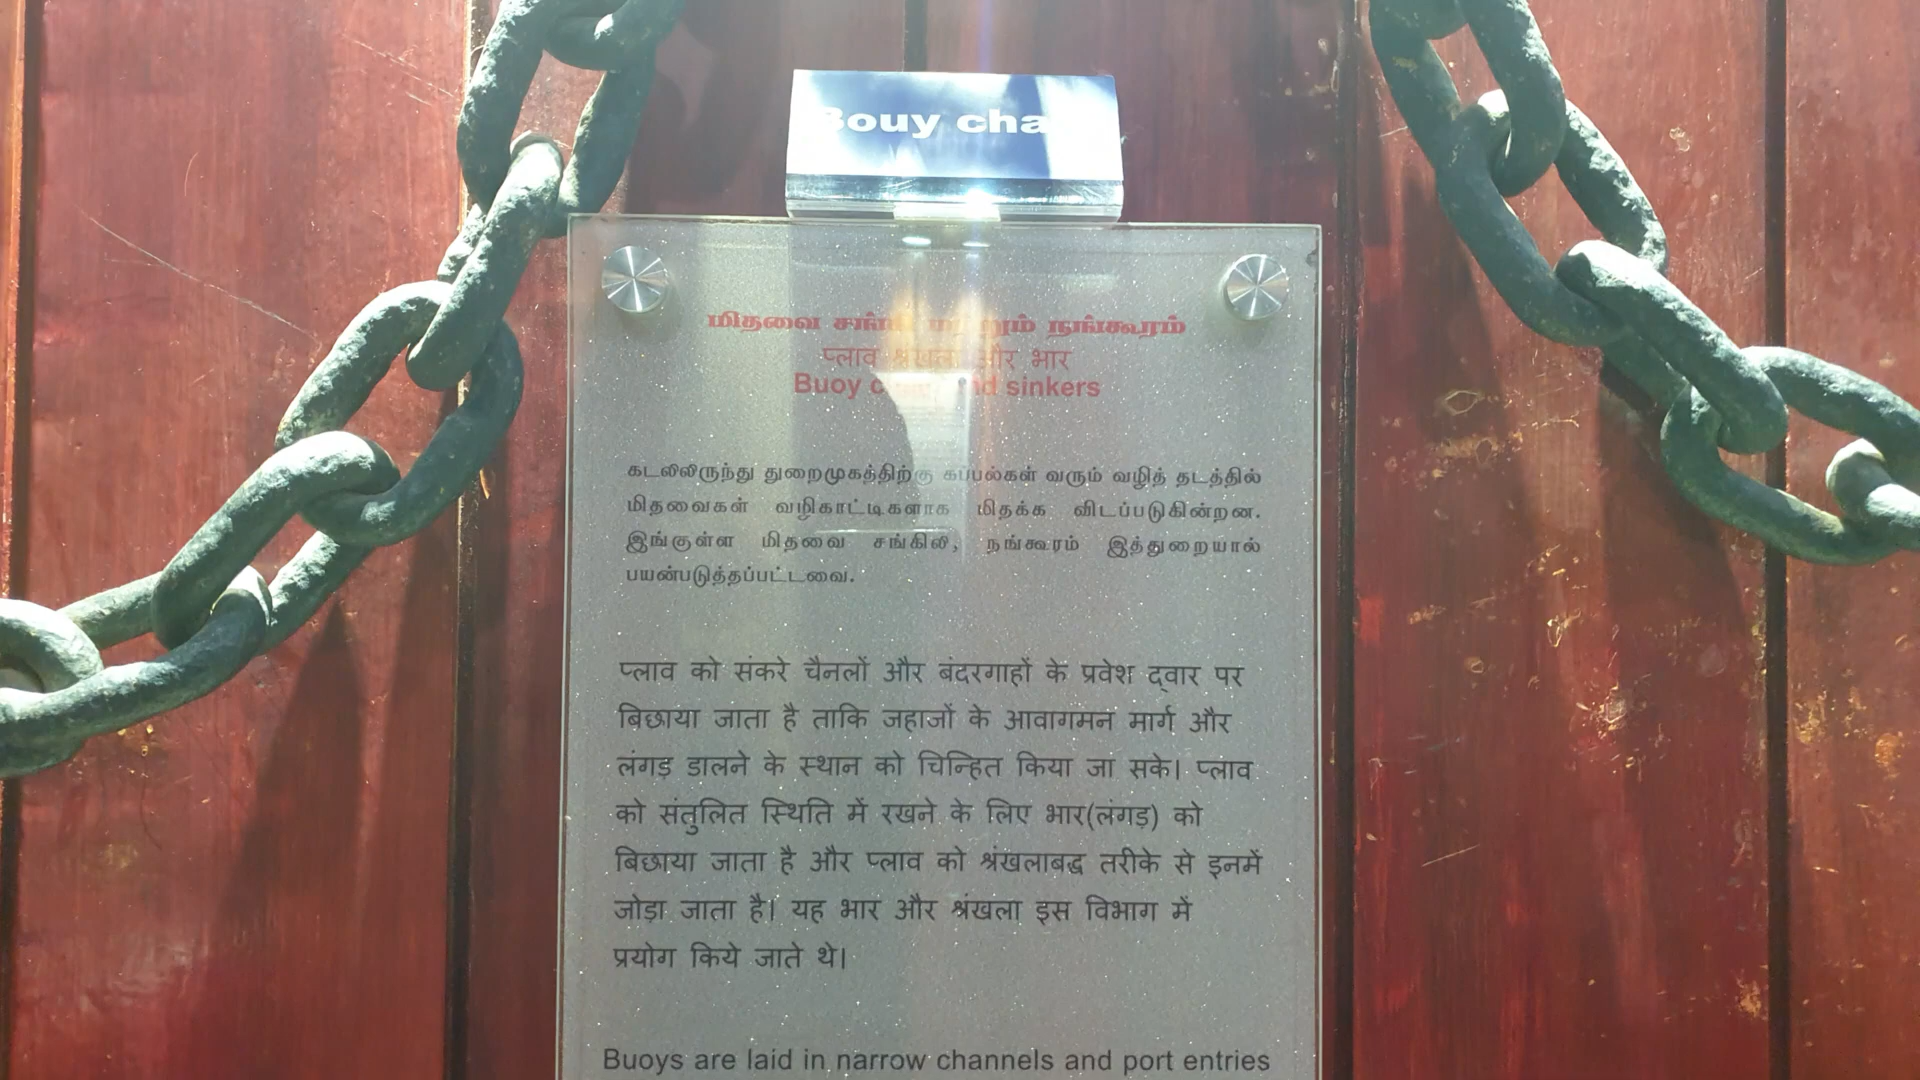 Bouy
மிதவை நங்கூரம்
प्लाव और भार
Buoy sinkers
கடலிலிருந்து துறைமுகத்திற்கு கப்பல்கள் வரும் வழித் தடத்தில்
மிதவைகள் வழிகாட்டிகளாக மிதக்க விடப்படுகின்றன.
இங்குள்ள மிதவை சங்கிலி, நங்கூரம் இத்துறையால்
பயன்படுத்தப்பட்டவை.
प्लाव को संकरे चैनलों और बंदरगाहों के प्रवेश द्वार पर
बिछाया जाता है ताकि जहाजों के आवागमन मार्ग और
लंगड़ डालने के स्थान को चिन्हित किया जा सके। प्लाव
को संतुलित स्थिति में रखने के लिए भार(लंगड़) को
बिछाया जाता है और प्लाव को श्रंखलाबद्ध तरीके से इनमें
जोड़ा जाता है। यह भार और श्रंखला इस विभाग में
प्रयोग किये जाते थे।
Buoys are laid in narrow channels and port entries